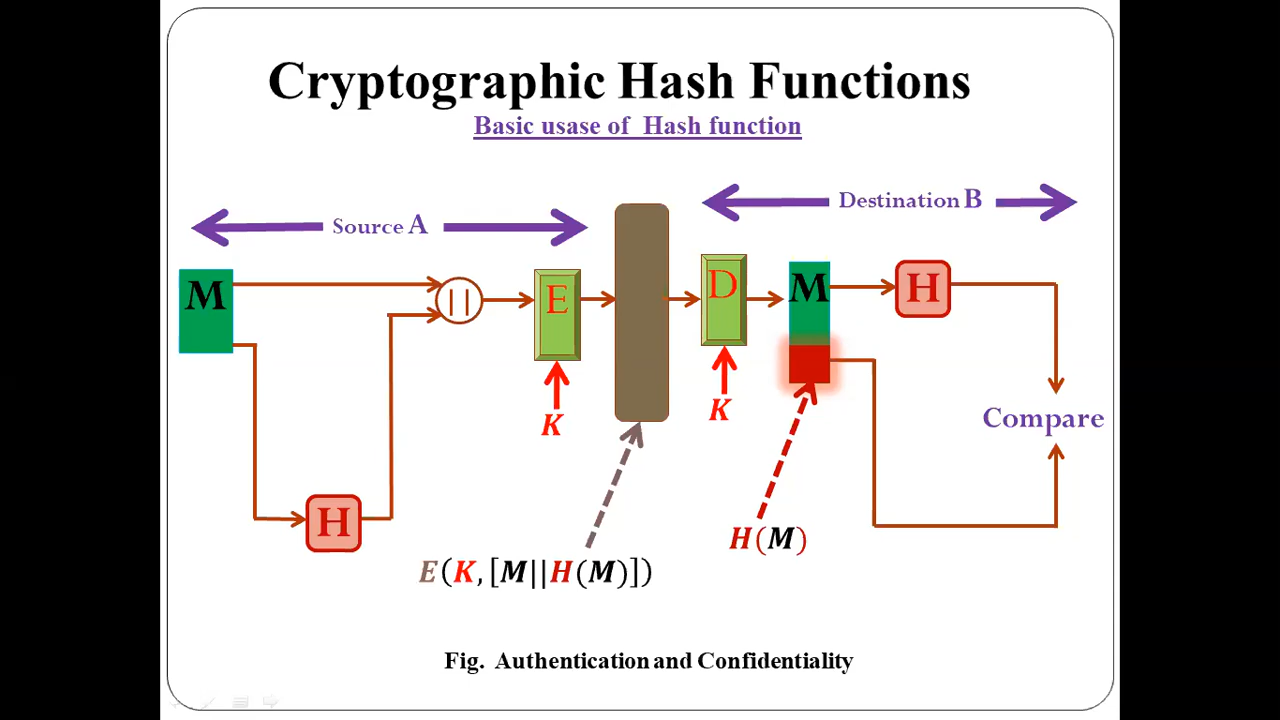 Cryptographic Hash Functions
Basic usase of Hash function
Source A
Destination B
M
||
E
D
M
H
K
K
Compare
H
H(M)
E(K,[M||H(M)])
Fig. Authentication and Confidentiality